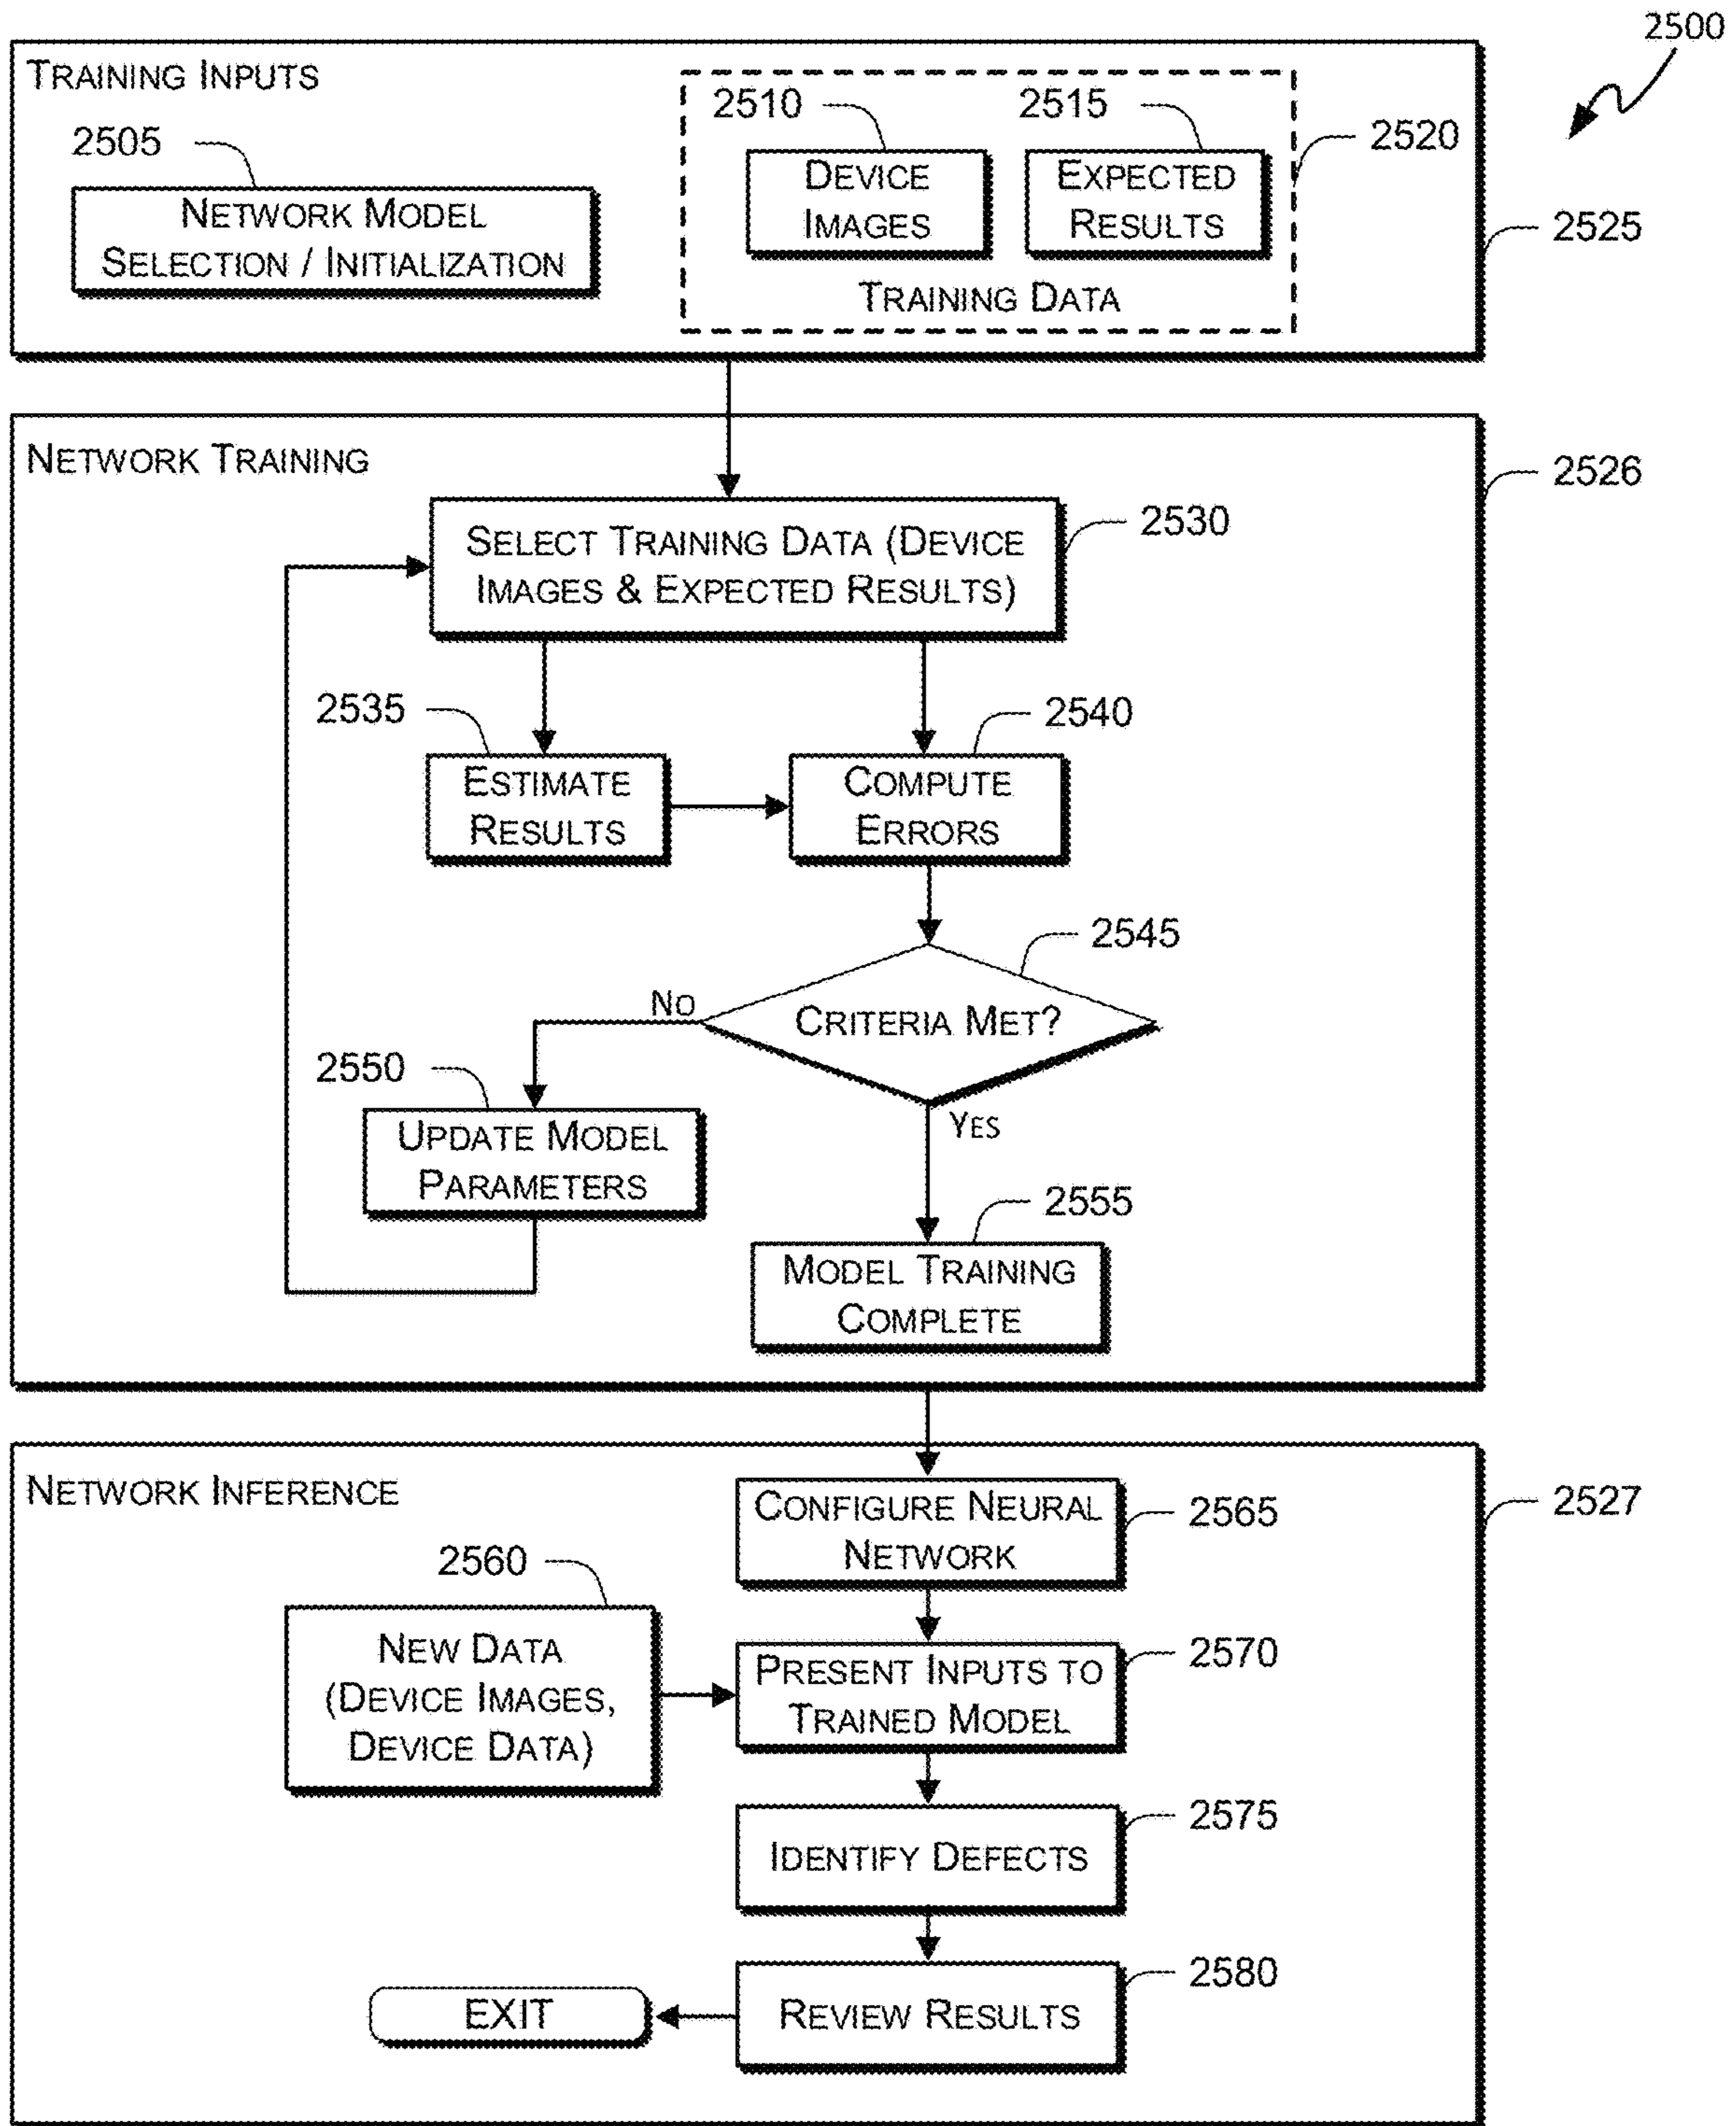 2500
TRAINING INPUTS
2505
NETWORK MODEL
SELECTION / INITIALIZATION
2510
DEVICE
IMAGES
2515
EXPECTED
RESULTS
TRAINING DATA
2520
2525
NETWORK TRAINING
2526
SELECT TRAINING DATA (DEVICE
IMAGES & EXPECTED RESULTS)
2530
2535
ESTIMATE
RESULTS
2540
COMPUTE
ERRORS
2545
CRITERIA MET?
NO
2550
UPDATE MODEL
PARAMETERS
YES
2555
MODEL TRAINING
COMPLETE
NETWORK INFERENCE
2527
CONFIGURE NEURAL
NETWORK
2565
2560
NEW DATA
(DEVICE IMAGES,
DEVICE DATA)
PRESENT INPUTS TO
TRAINED MODEL
2570
IDENTIFY DEFECTS
2575
REVIEW RESULTS
2580
EXIT